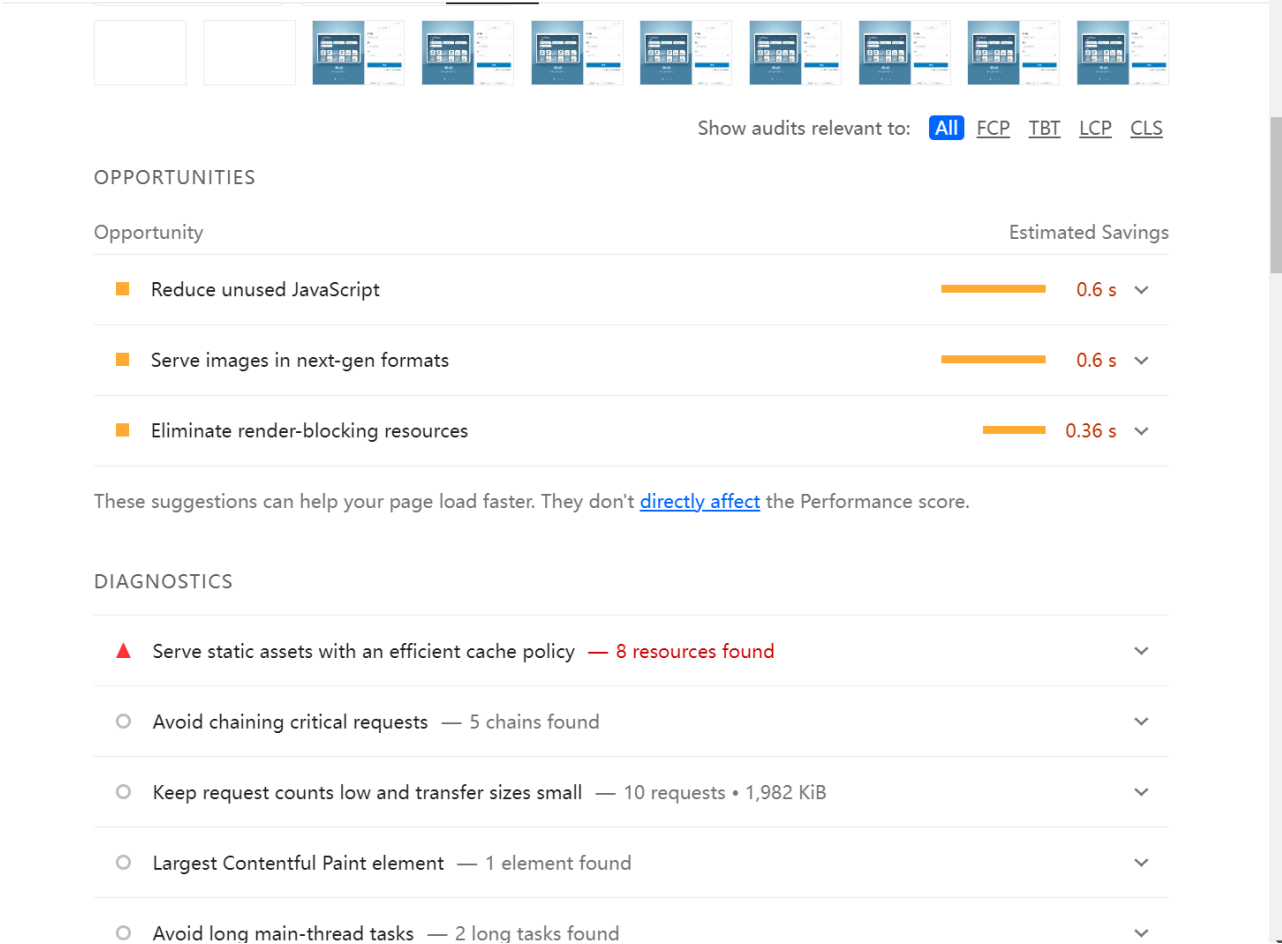 Show audits relevant to: All FCP TBT LCP CLS
OPPORTUNITIES
Opportunity Estimated Savings
Reduce unused JavaScript 0.6 s
Serve images in next-gen formats 0.6 s
Eliminate render-blocking resources 0.36 s
These suggestions can help your page load faster. They don't directly affect the Performance score.
DIAGNOSTICS
Serve static assets with an efficient cache policy — 8 resources found
Avoid chaining critical requests — 5 chains found
Keep request counts low and transfer sizes small — 10 requests • 1,982 KiB
Largest Contentful Paint element — 1 element found
Avoid long main-thread tasks — 2 long tasks found